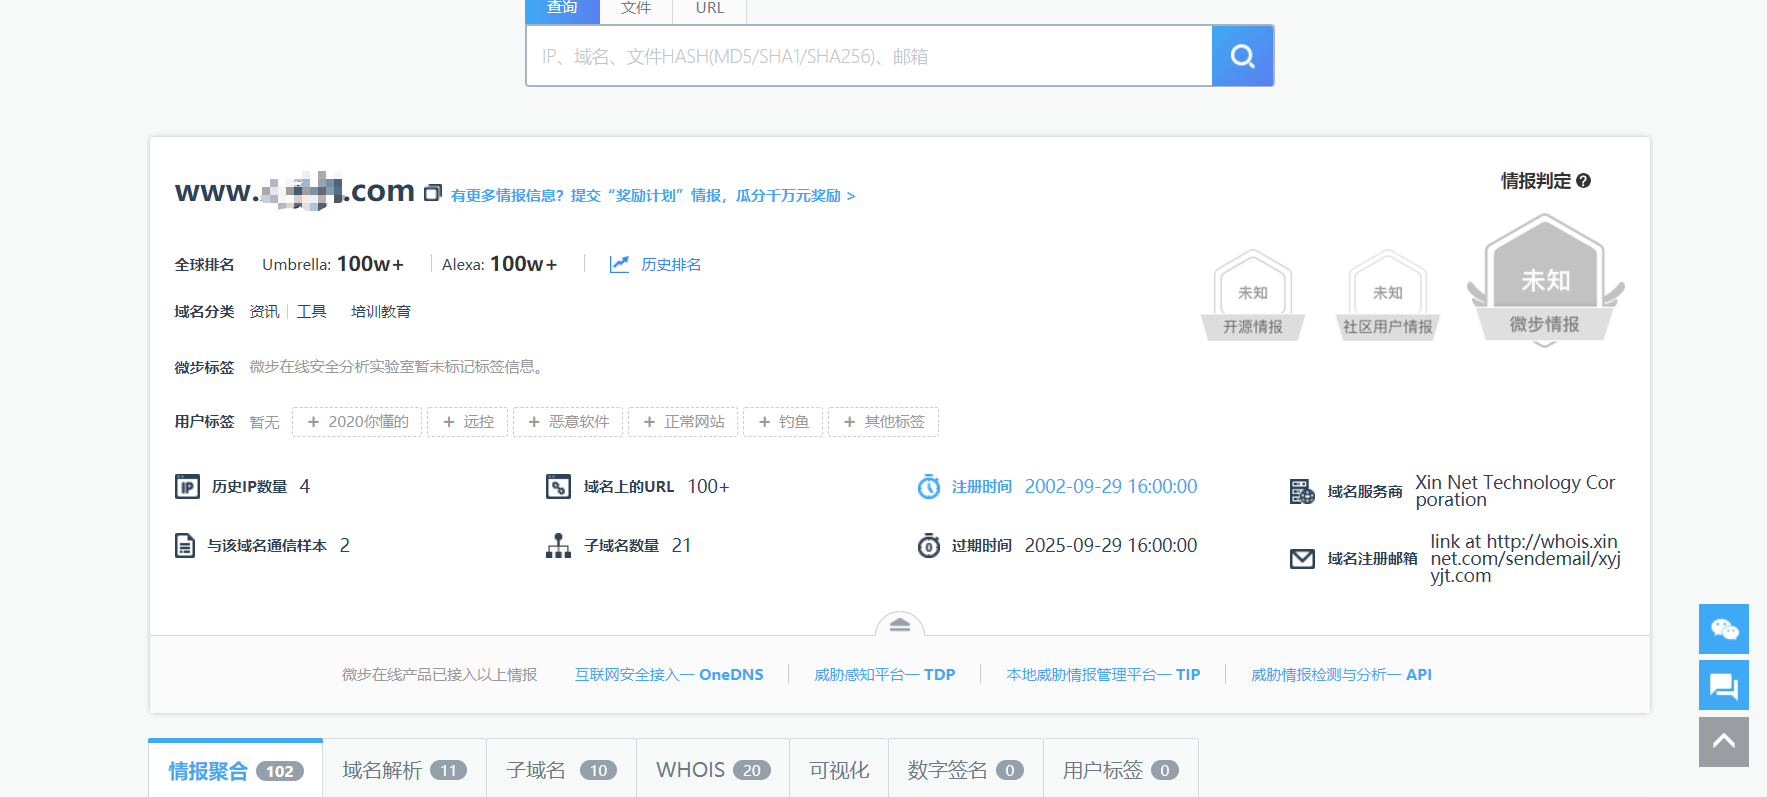 查询 文件 URL
IP、域名、文件HASH(MD5/SHA1/SHA256)、邮箱
www. .com 有更多情报信息？提交“奖励计划”情报，瓜分千万元奖励 >
情报判定
全球排名 Umbrella: 100w+ Alexa: 100w+ 历史排名
域名分类 资讯 工具 培训教育
未知 开源情报
未知 社区用户情报
未知 微步情报
微步标签 微步在线安全分析实验室暂未标记标签信息。
用户标签 暂无 + 2020你懂的 + 远控 + 恶意软件 + 正常网站 + 钓鱼 + 其他标签
历史IP数量 4 域名上的URL 100+ 注册时间 2002-09-29 16:00:00 域名服务商 Xin Net Technology Cor
poration
与该域名通信样本 2 子域名数量 21 过期时间 2025-09-29 16:00:00 域名注册邮箱 link at http://whois.xin
net.com/sendemail/xyj
yjt.com
微步在线产品已接入以上情报 互联网安全接入— OneDNS 威胁感知平台— TDP 本地威胁情报管理平台— TIP 威胁情报检测与分析— API
情报聚合 102 域名解析 11 子域名 10 WHOIS 20 可视化 数字签名 0 用户标签 0